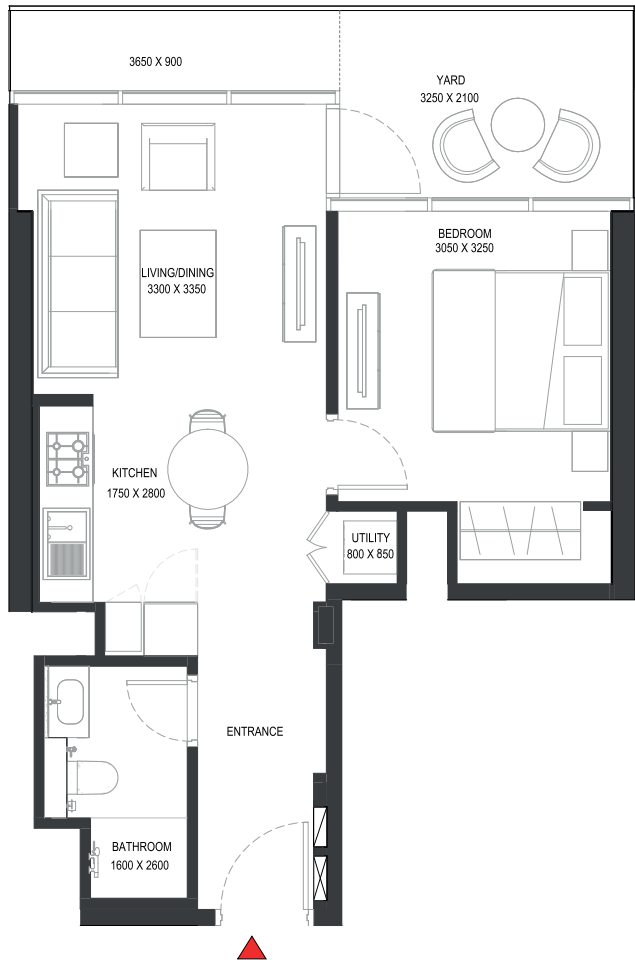 3650 X 900
YARD
3250 X 2100
BEDROOM
3050 X 3250
LIVING/DINING
3300 X 3350
KITCHEN
1750 X 2800
UTILITY
800 X 850
ENTRANCE
BATHROOM
1600 X 2600